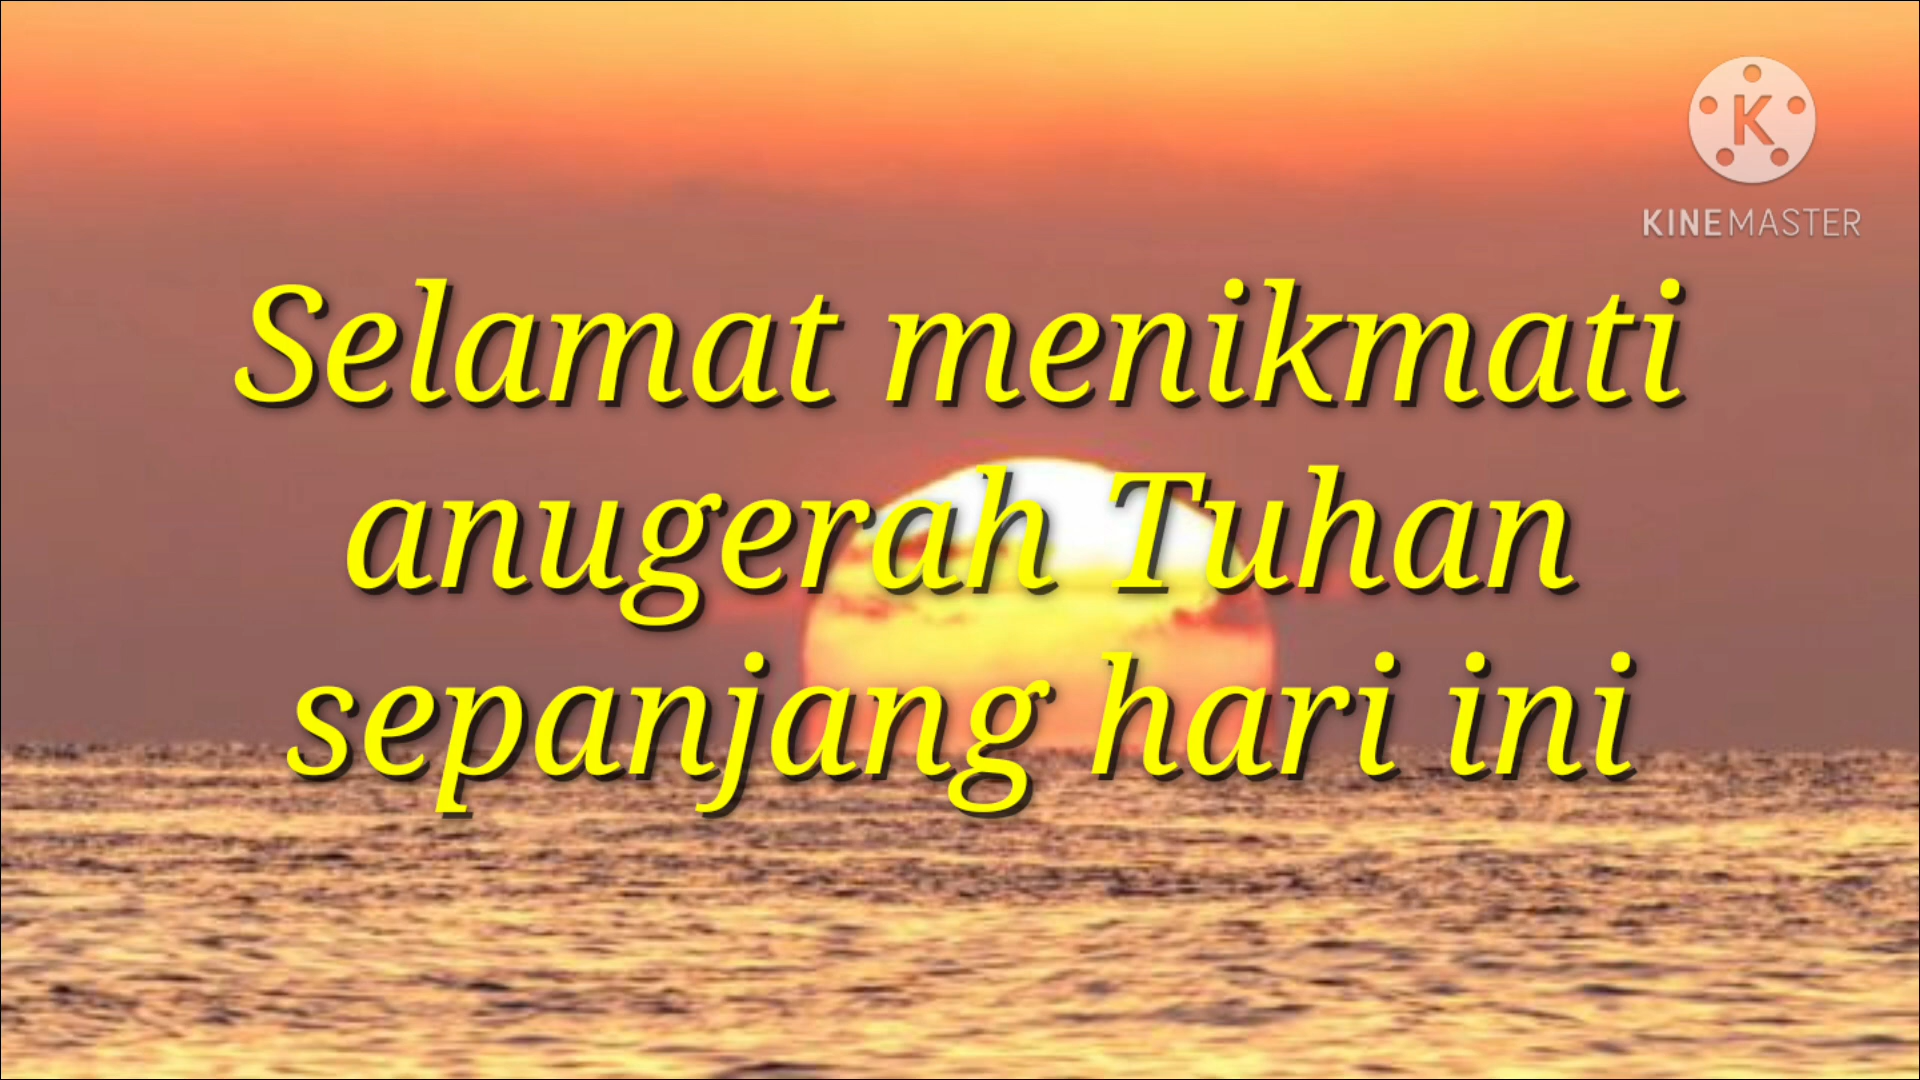 K
KINEMASTER
Selamat menikmati
anugerah Tuhan
sepanjang hari ini